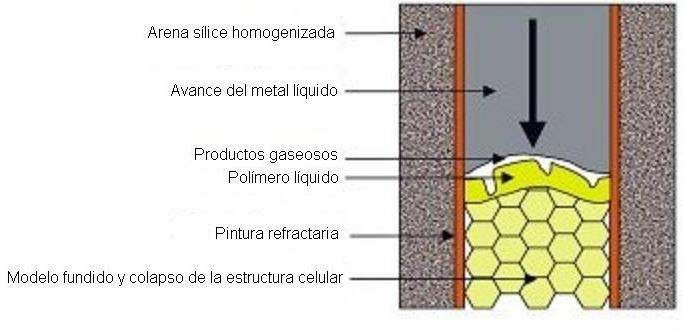 Arena sílice homogenizada
Avance del metal líquido
Productos gaseosos
Polímero líquido
Pintura refractaria
Modelo fundido y colapso de la estructura celular